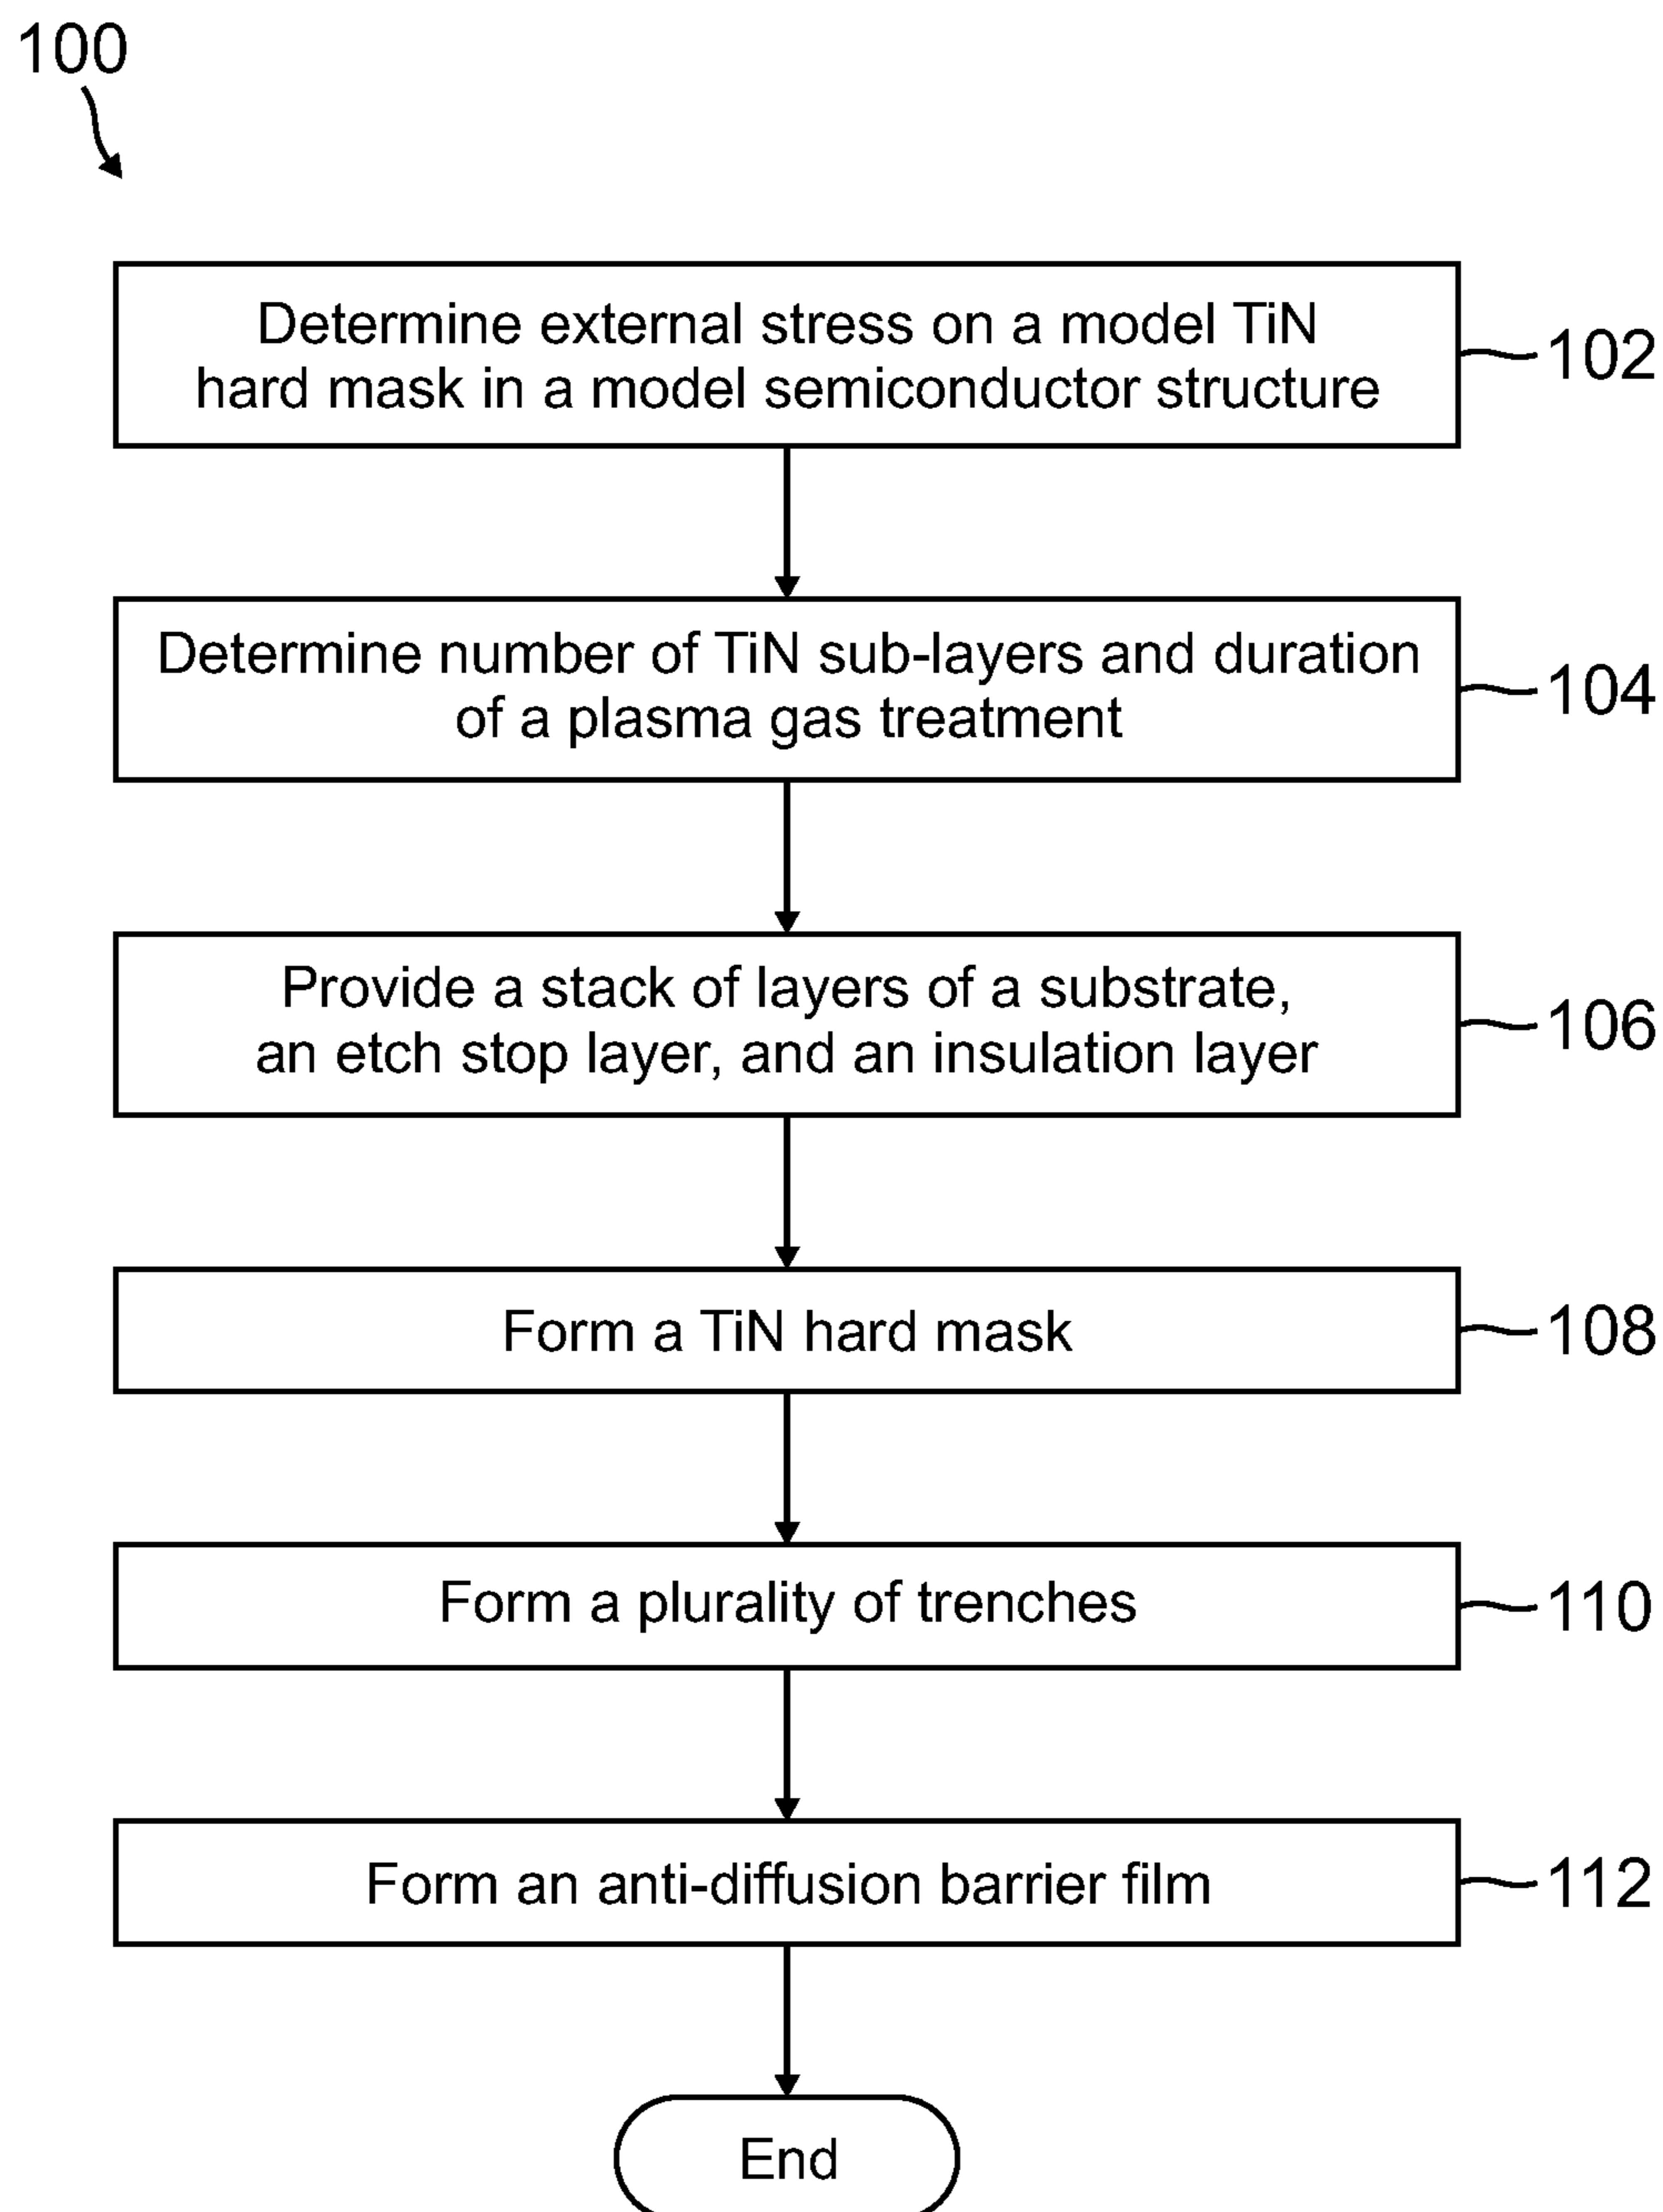 100
Determine external stress on a model TiN
hard mask in a model semiconductor structure
102
Determine number of TiN sub-layers and duration
of a plasma gas treatment
104
Provide a stack of layers of a substrate,
an etch stop layer, and an insulation layer
106
Form a TiN hard mask
108
Form a plurality of trenches
110
Form an anti-diffusion barrier film
112
End